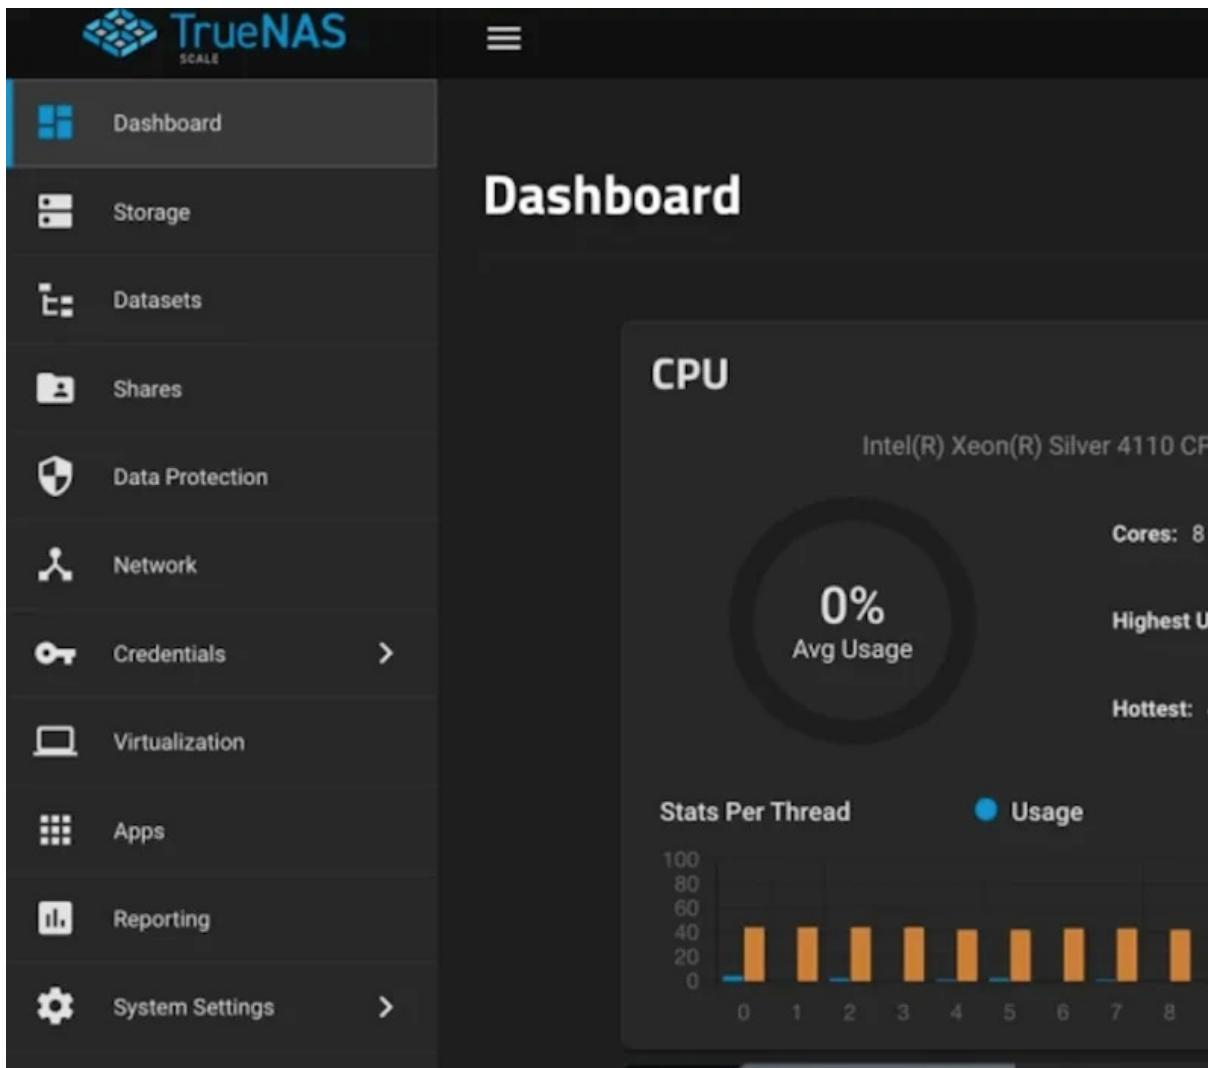 TrueNAS
SCALE
Dashboard
Storage
Datasets
Shares
Data Protection
Network
Credentials
Virtualization
Apps
Reporting
System Settings
Dashboard
CPU
Intel(R) Xeon(R) Silver 4110 CP
Cores: 8
0%
Avg Usage
Highest U
Hottest:
Stats Per Thread
Usage
100
80
60
40
20
0
0 1 2 3 4 5 6 7 8